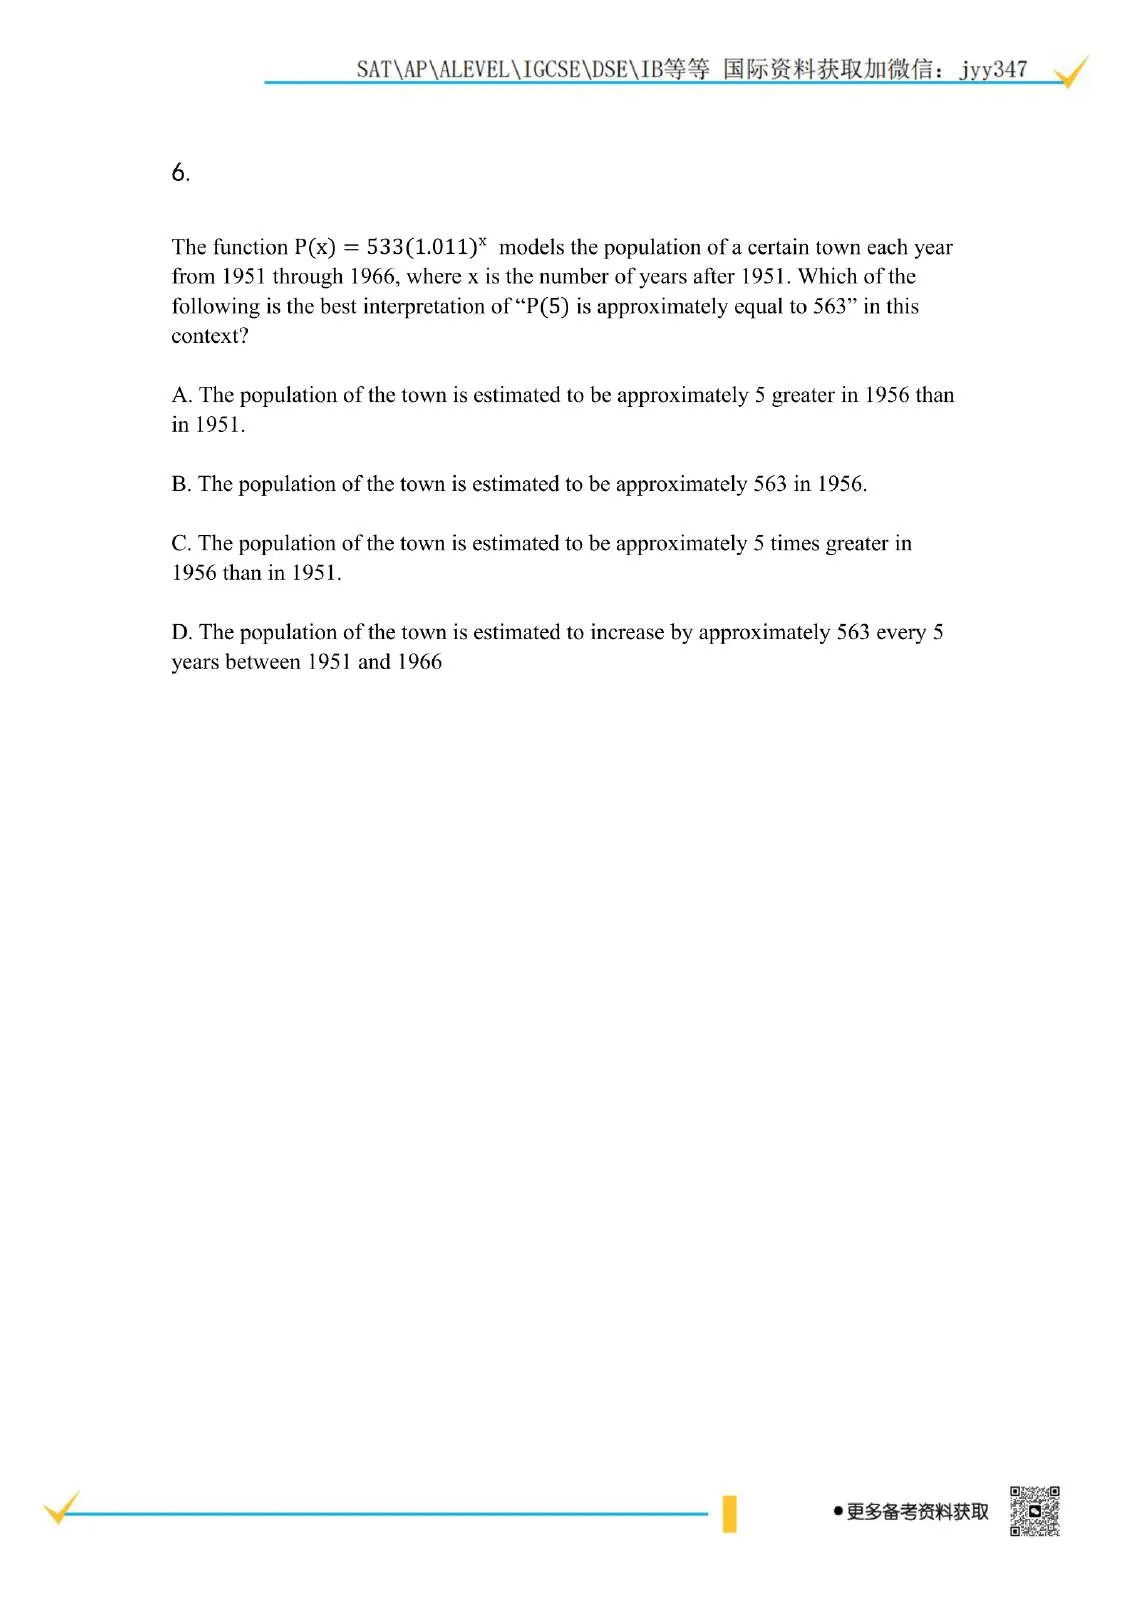 SAT\AP\ALEVEL\IGCSE\DSE\IB等等 国际资料获取加微信：jyy347
6.
The function P(x) = 533(1.011)ˣ models the population of a certain town each year
from 1951 through 1966, where x is the number of years after 1951. Which of the
following is the best interpretation of “P(5) is approximately equal to 563” in this
context?
A. The population of the town is estimated to be approximately 5 greater in 1956 than
in 1951.
B. The population of the town is estimated to be approximately 563 in 1956.
C. The population of the town is estimated to be approximately 5 times greater in
1956 than in 1951.
D. The population of the town is estimated to increase by approximately 563 every 5
years between 1951 and 1966
●更多备考资料获取